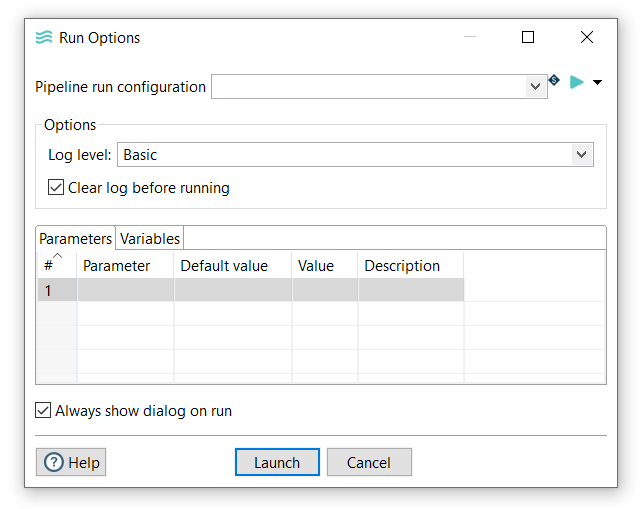 Run Options
Pipeline run configuration
Options
Log level: Basic
Clear log before running
Parameters Variables
# Parameter Default value Value Description
1
Always show dialog on run
Help Launch Cancel